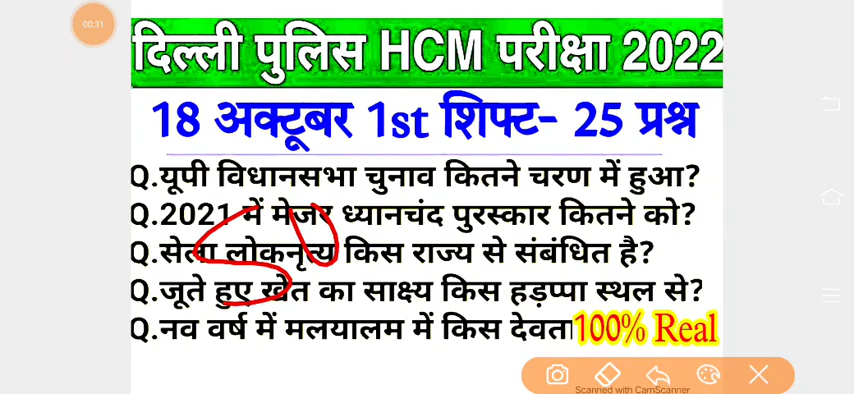 00:31
दिल्ली पुलिस HCM परीक्षा 2022
18 अक्टूबर 1st शिफ्ट- 25 प्रश्न
Q.यूपी विधानसभा चुनाव कितने चरण में हुआ?
Q.2021 में मेजर ध्यानचंद पुरस्कार कितने को?
Q.सेला लोकनृत्य किस राज्य से संबंधित है?
Q.जूते हुए खेत का साक्ष्य किस हड़प्पा स्थल से?
Q.नव वर्ष में मलयालम में किस देवता 100% Real
Scanned with CamScanner